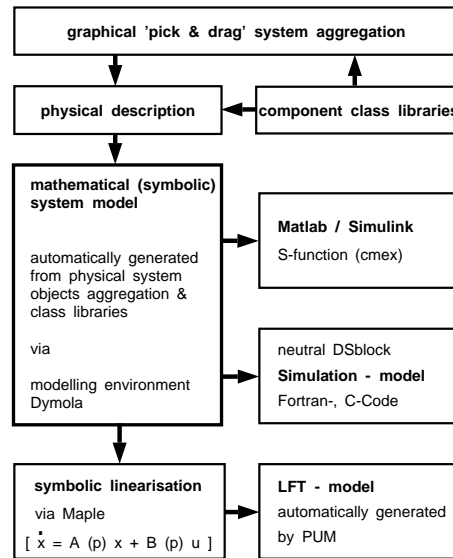 graphical 'pick & drag' system aggregation
physical description
component class libraries
mathematical (symbolic)
system model
automatically generated
from physical system
objects aggregation &
class libraries
via
modelling environment
Dymola
Matlab / Simulink
S-function (cmex)
neutral DSblock
Simulation - model
Fortran-, C-Code
symbolic linearisation
via Maple
[ ẋ = A (p) x + B (p) u ]
LFT - model
automatically generated
by PUM